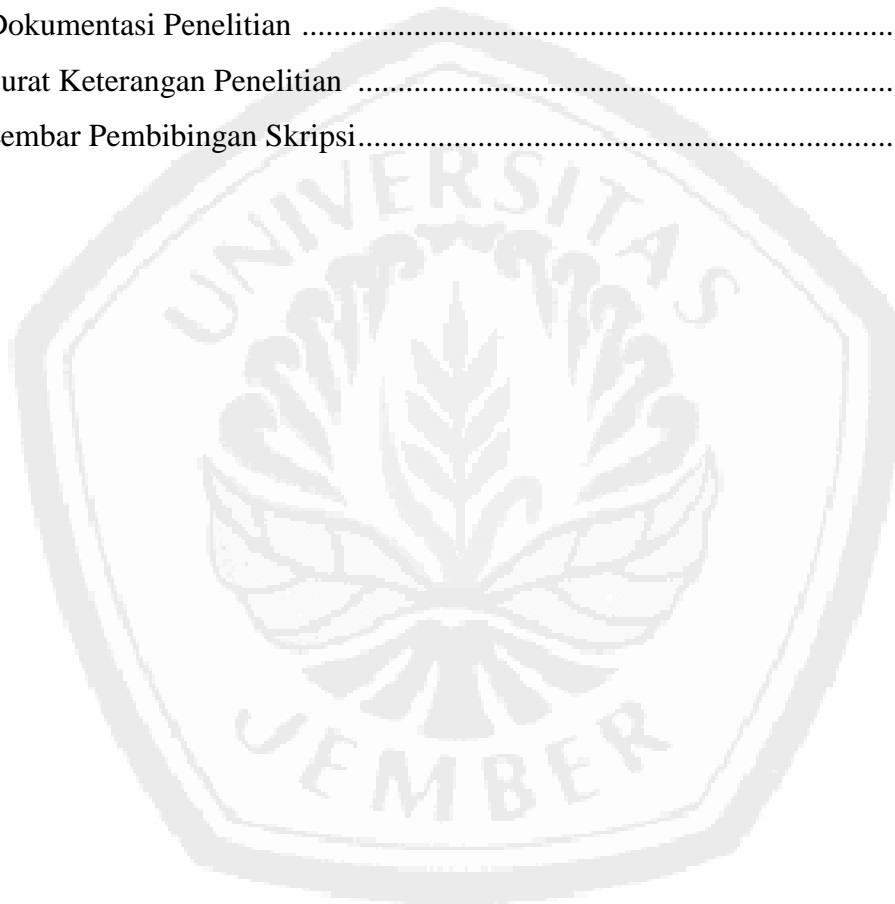 Dokumentasi Penelitian ........................................................................................
urat Keterangan Penelitian ................................................................................
embar Pembibingan Skripsi................................................................................
UNIVERSITAS
JEMBER